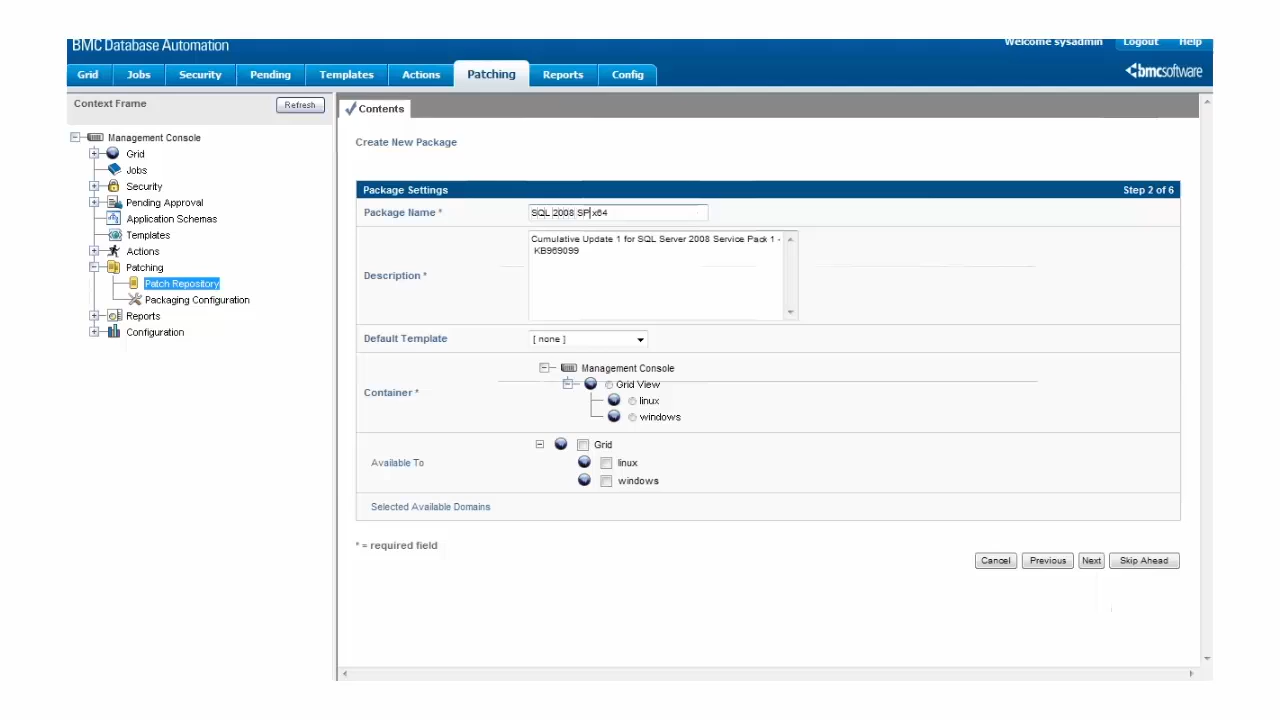 BMC Database Automation
Welcome sysadmin Logout Help
Grid Jobs Security Pending Templates Actions Patching Reports Config
bmcsoftware
Context Frame Refresh
Management Console
Grid
Jobs
Security
Pending Approval
Application Schemas
Templates
Actions
Patching
Patch Repository
Packaging Configuration
Reports
Configuration
Contents
Create New Package
Package Settings Step 2 of 6
Package Name * SQL 2008 SP x64
Description * Cumulative Update 1 for SQL Server 2008 Service Pack 1 -
KB969099
Default Template [ none ]
Container *
Management Console
Grid View
linux
windows
Available To
Grid
linux
windows
Selected Available Domains
* = required field
Cancel Previous Next Skip Ahead